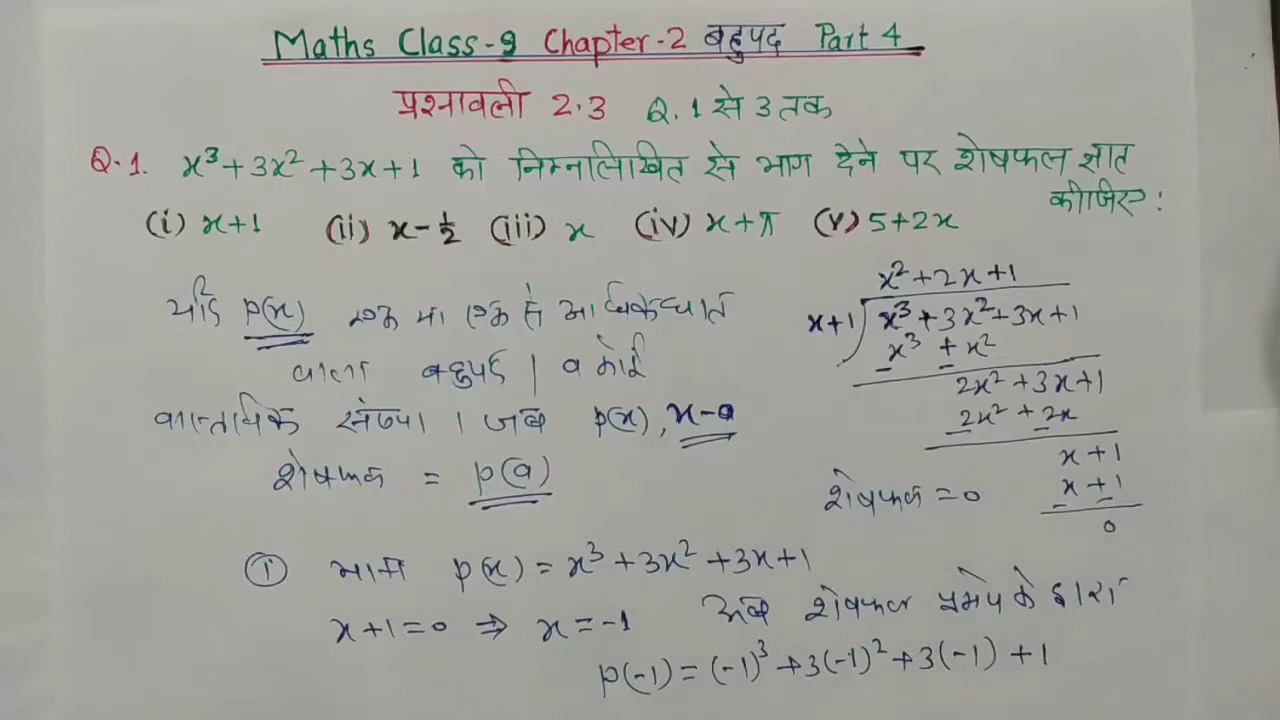 Maths Class-9 Chapter-2 बहुपद Part 4
प्रश्नावली 2.3 Q.1 से 3 तक
Q.1. x³+3x²+3x+1 को निम्नलिखित से भाग देने पर शेषफल ज्ञात
कीजिए:
(i) x+1 (ii) x-½ (iii) x (iv) x+π (v) 5+2x
यदि p(x) एक या एक से अधिक घात
वाला बहुपद । a कोई
वास्तविक संख्या । जब p(x), x-a
शेषफल = p(a)
x²+2x+1
x+1 x³+3x²+3x+1
x³+x²
- -
2x²+3x+1
2x²+2x
- -
x+1
x+1
- -
0
शेषफल = 0
① माना p(x) = x³+3x²+3x+1
x+1=0 ⇒ x=-1 अब शेषफल प्रमेय के द्वारा
p(-1) = (-1)³+3(-1)²+3(-1)+1